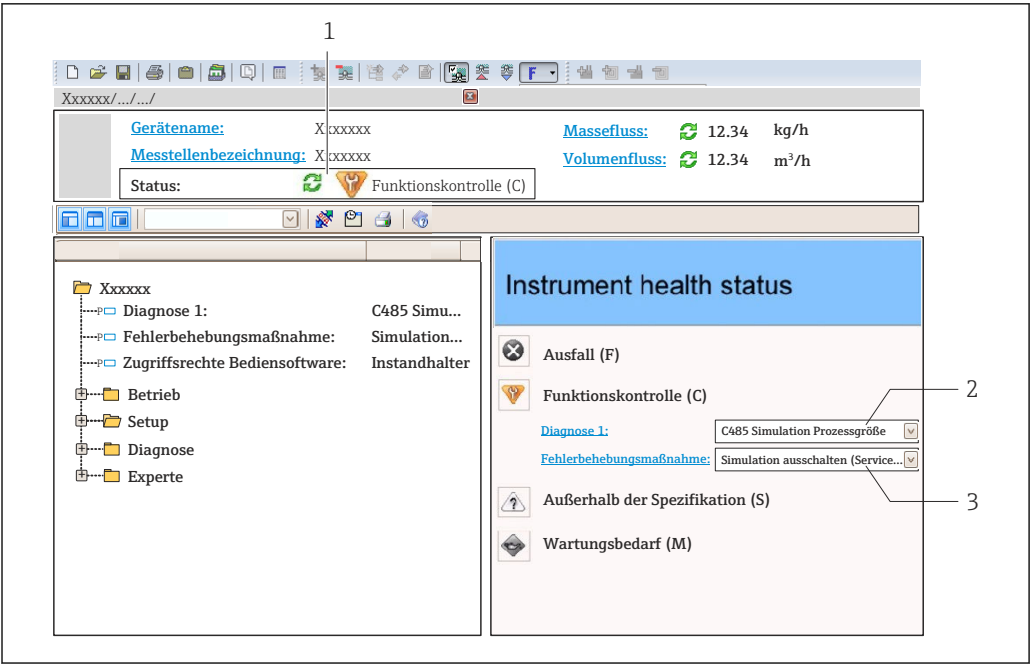 1
F
Xxxxxx/.../.../
Gerätename: Xxxxxxx Massefluss: 12.34 kg/h
Messstellenbezeichnung: Xxxxxxx Volumenfluss: 12.34 m³/h
Status: Funktionskontrolle (C)
Xxxxxx
Diagnose 1: C485 Simu...
Fehlerbehebungsmaßnahme: Simulation...
Zugriffsrechte Bediensoftware: Instandhalter
Betrieb
Setup
Diagnose
Experte
Instrument health status
Ausfall (F)
Funktionskontrolle (C)
2
Diagnose 1: C485 Simulation Prozessgröße
Fehlerbehebungsmaßnahme: Simulation ausschalten (Service...
3
Außerhalb der Spezifikation (S)
Wartungsbedarf (M)